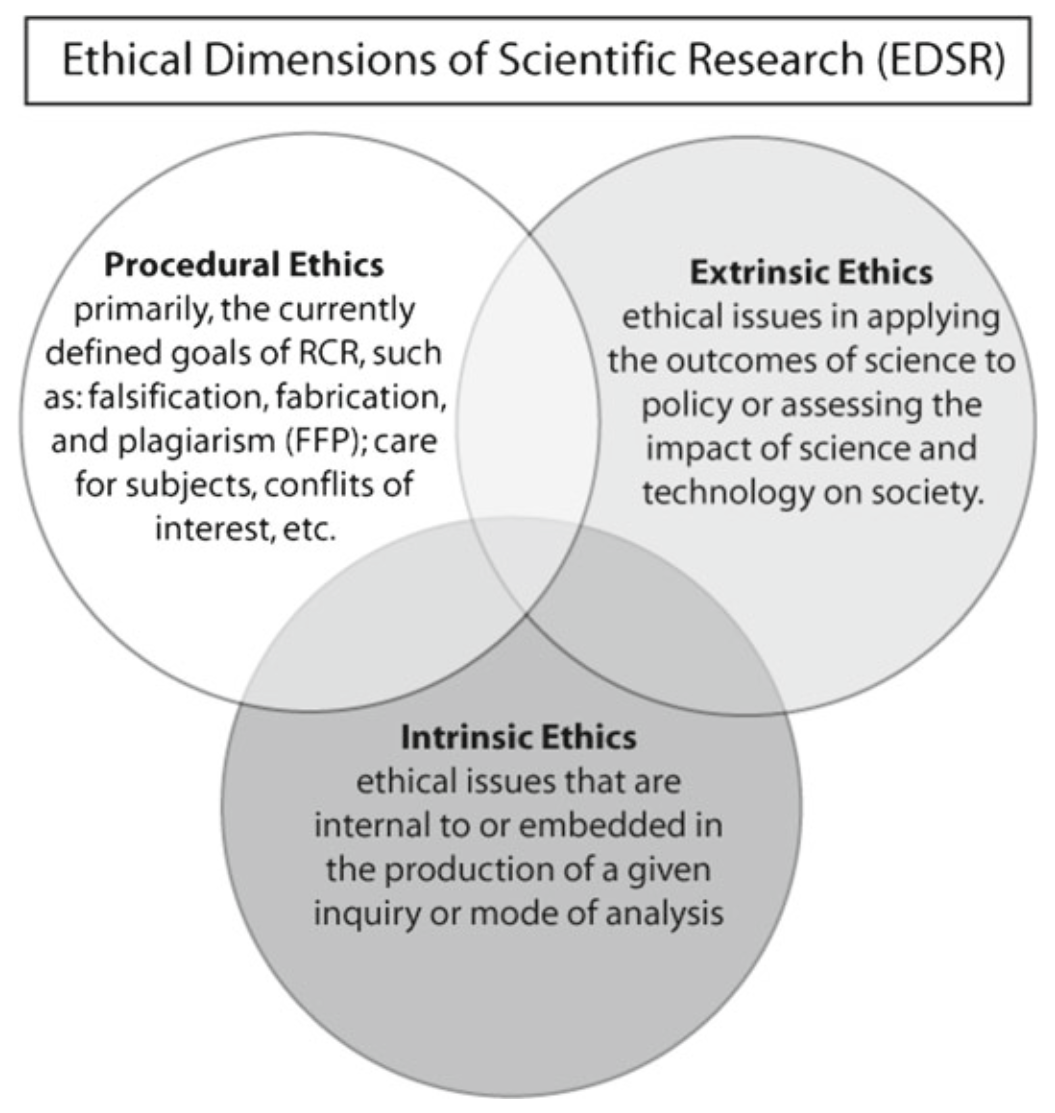 Ethical Dimensions of Scientific Research (EDSR)
Procedural Ethics
primarily, the currently
defined goals of RCR, such
as: falsification, fabrication,
and plagiarism (FFP); care
for subjects, conflits of
interest, etc.
Extrinsic Ethics
ethical issues in applying
the outcomes of science to
policy or assessing the
impact of science and
technology on society.
Intrinsic Ethics
ethical issues that are
internal to or embedded in
the production of a given
inquiry or mode of analysis